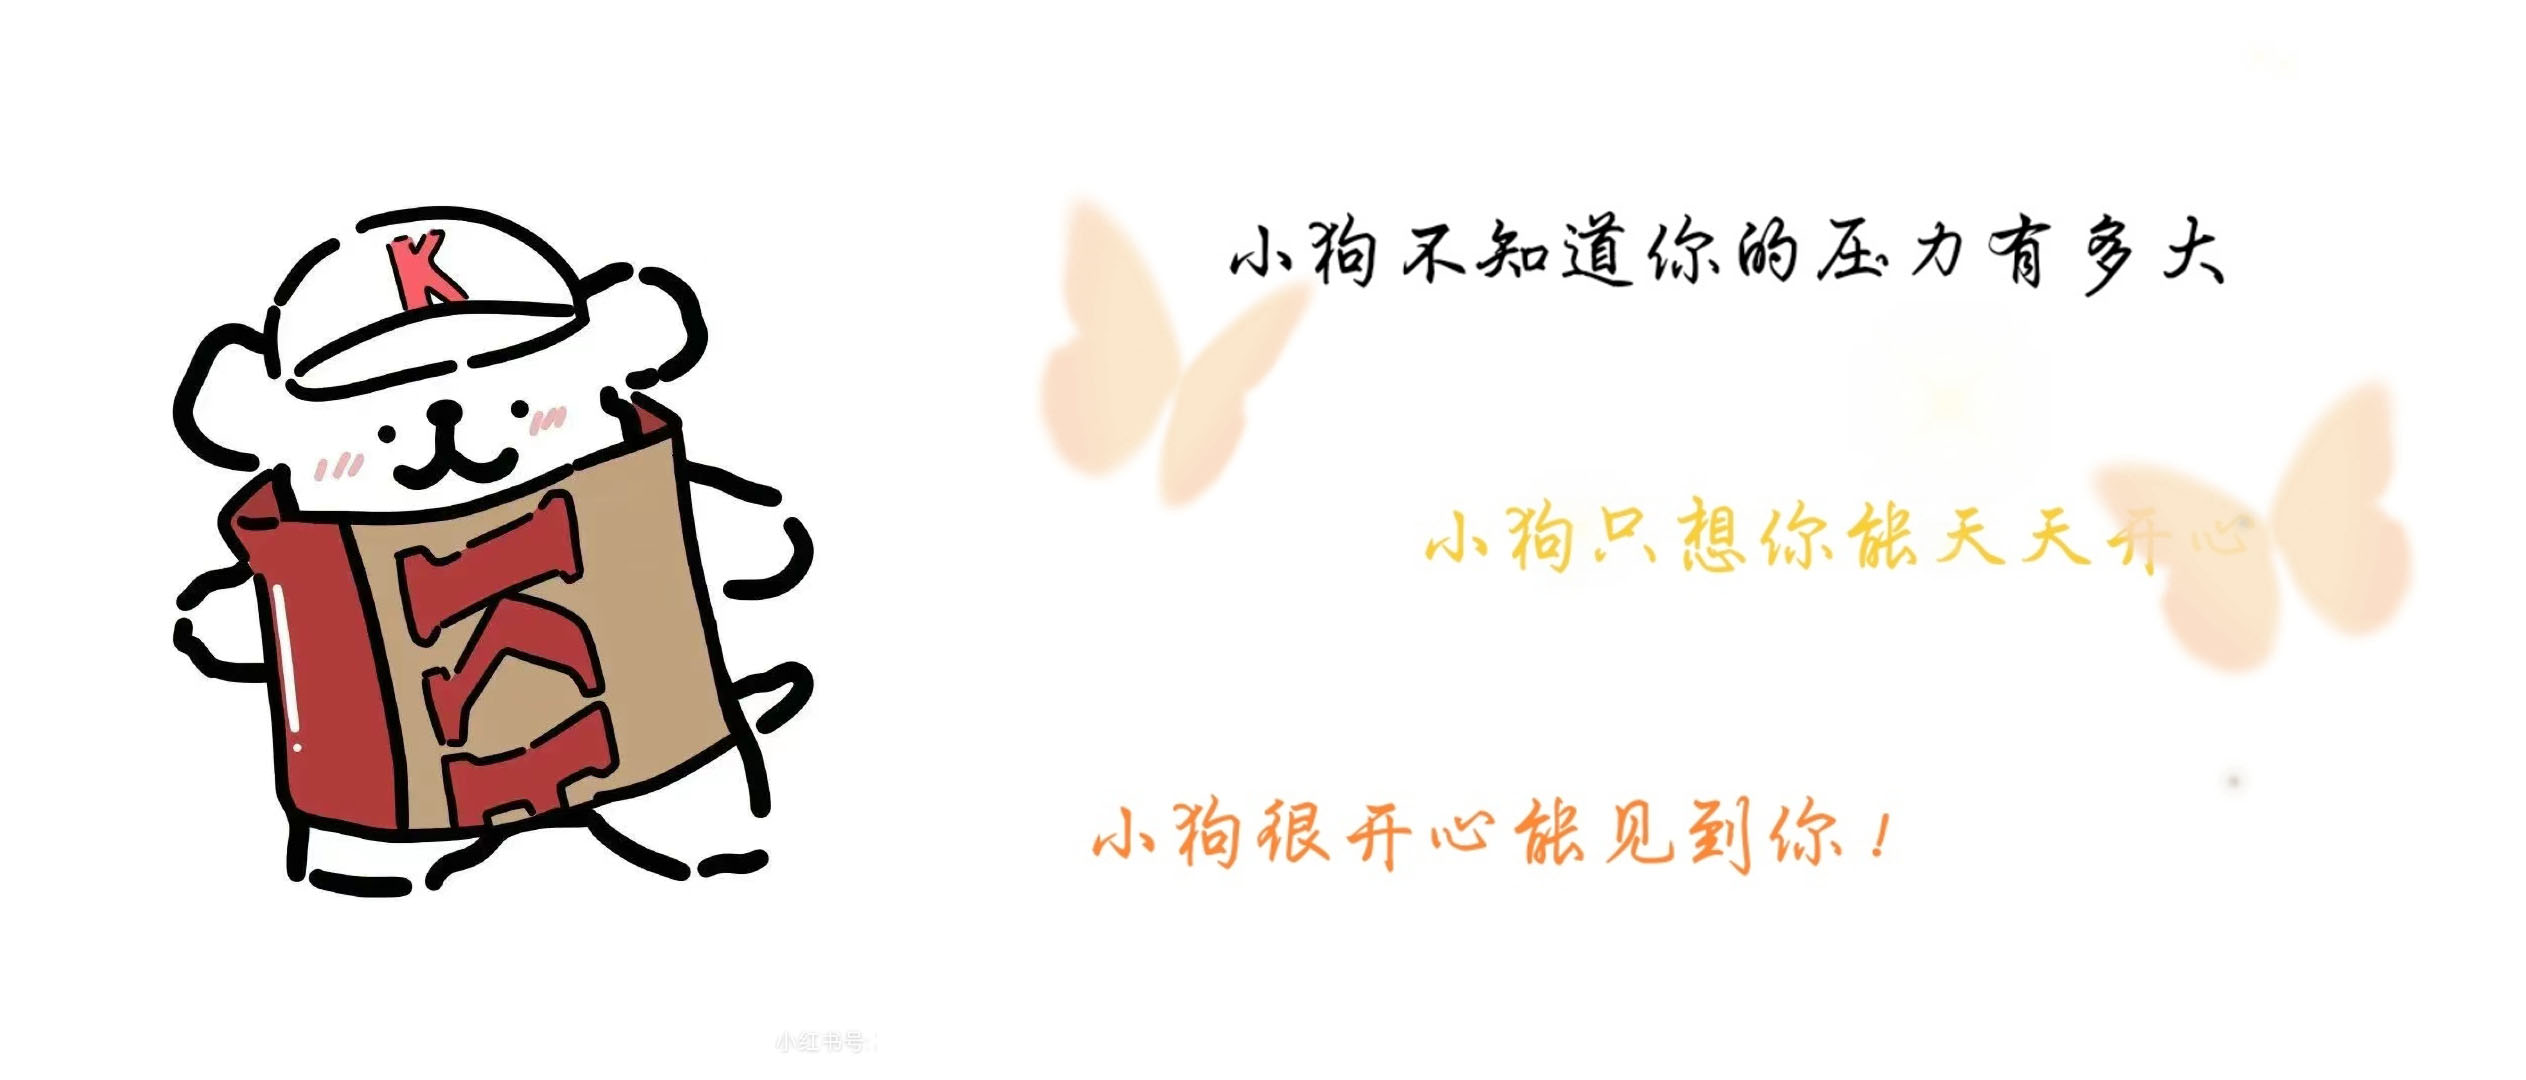 K
小狗不知道你的压力有多大
小狗只想你能天天开心
小狗很开心能见到你！
小红书号: